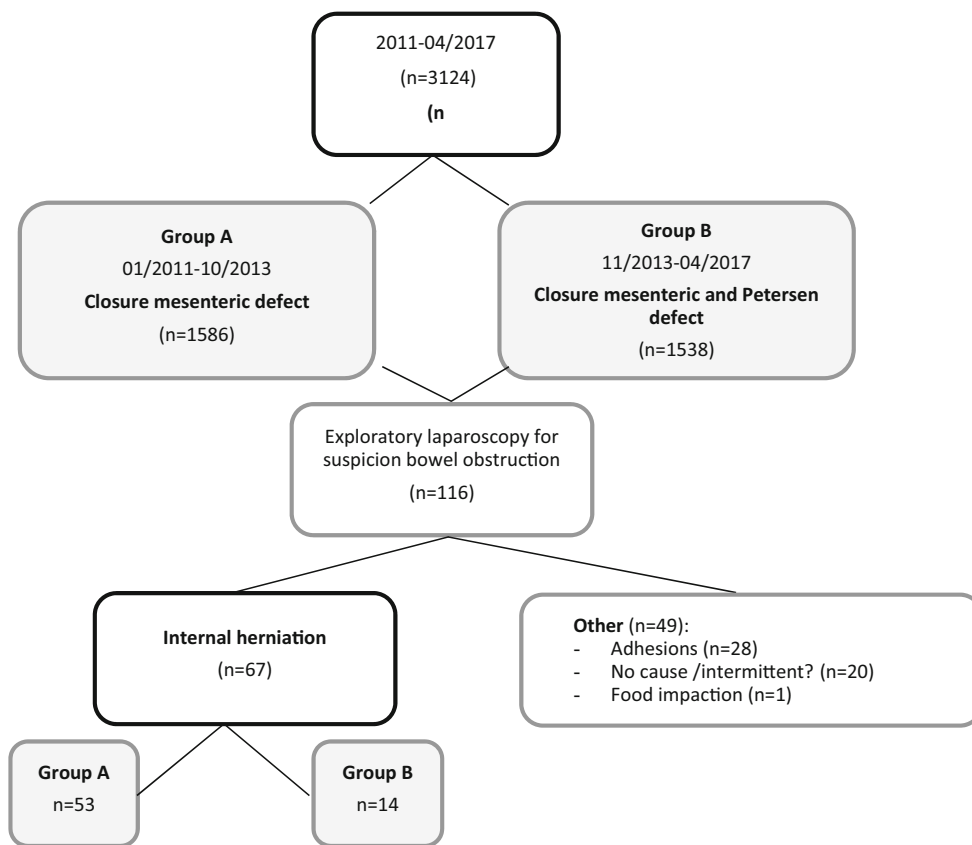 2011-04/2017
(n=3124)
(n
Group A
01/2011-10/2013
Closure mesenteric defect
(n=1586)
Group B
11/2013-04/2017
Closure mesenteric and Petersen
defect
(n=1538)
Exploratory laparoscopy for
suspicion bowel obstruction
(n=116)
Internal herniation
(n=67)
Other (n=49):
- Adhesions (n=28)
- No cause /intermittent? (n=20)
- Food impaction (n=1)
Group A
n=53
Group B
n=14